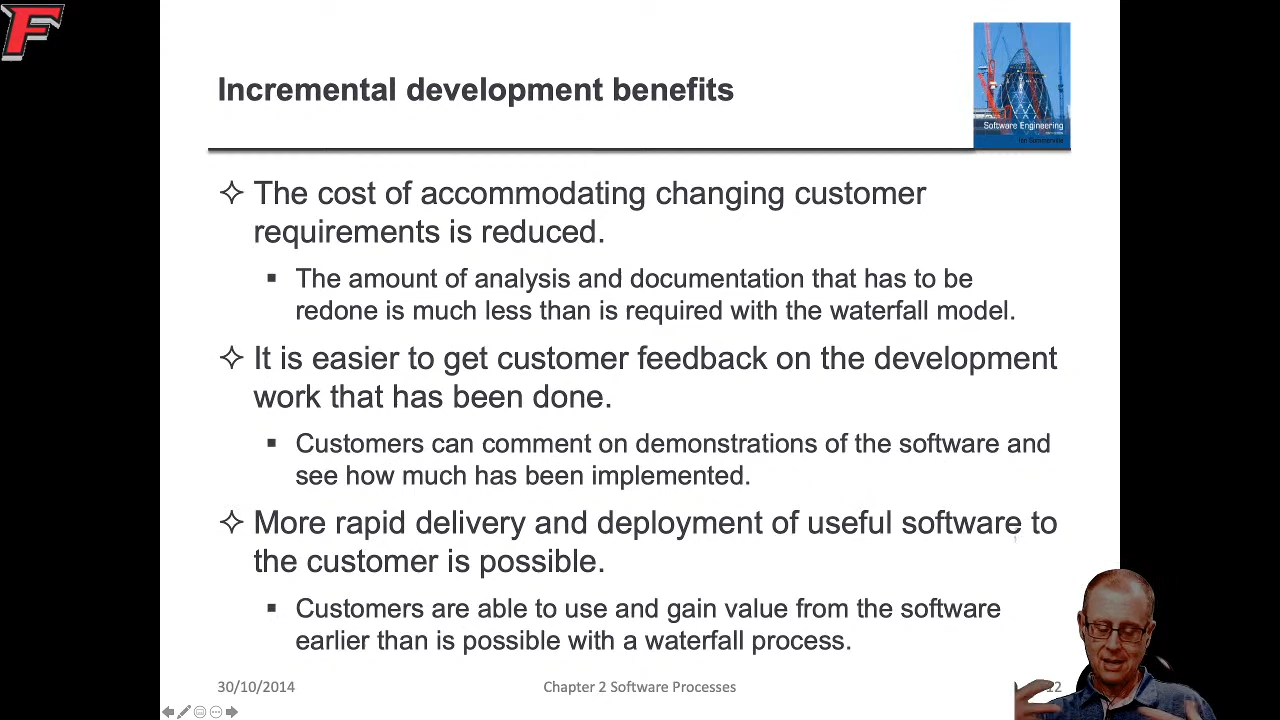 F
Incremental development benefits
Software Engineering
Ian Sommerville
✧ The cost of accommodating changing customer
requirements is reduced.
▪ The amount of analysis and documentation that has to be
redone is much less than is required with the waterfall model.
✧ It is easier to get customer feedback on the development
work that has been done.
▪ Customers can comment on demonstrations of the software and
see how much has been implemented.
✧ More rapid delivery and deployment of useful software to
the customer is possible.
▪ Customers are able to use and gain value from the software
earlier than is possible with a waterfall process.
30/10/2014
Chapter 2 Software Processes
12